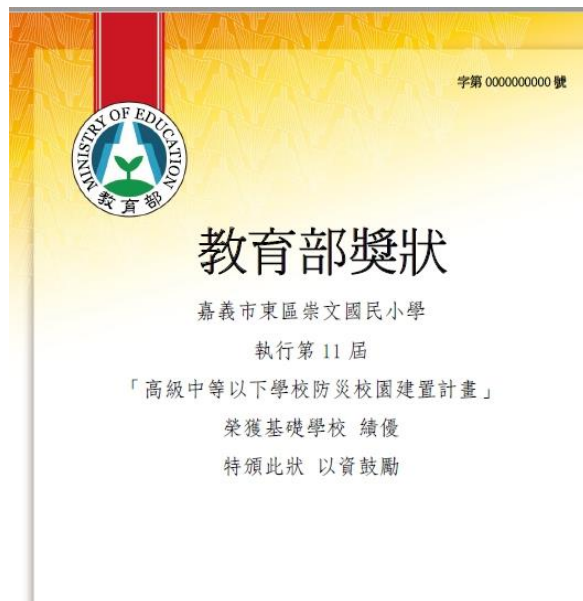 字第 0000000000 號
MINISTRY OF EDUCATION
教育部
教育部獎狀
嘉義市東區崇文國民小學
執行第 11 屆
「高級中等以下學校防災校園建置計畫」
榮獲基礎學校 績優
特頒此狀 以資鼓勵